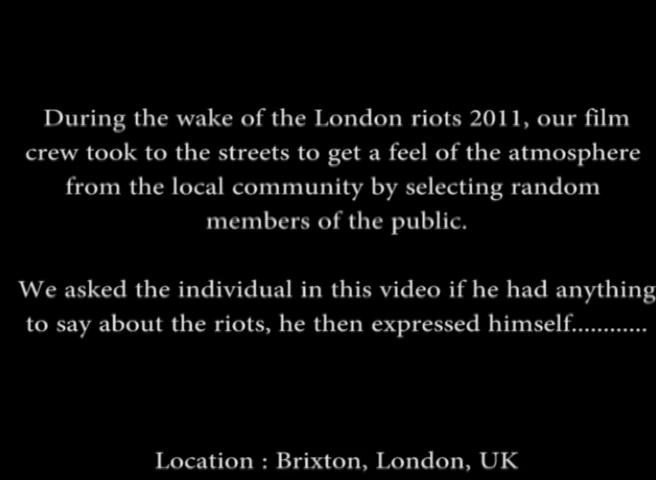 During the wake of the London riots 2011, our film
crew took to the streets to get a feel of the atmosphere
from the local community by selecting random
members of the public.
We asked the individual in this video if he had anything
to say about the riots, he then expressed himself............
Location : Brixton, London, UK